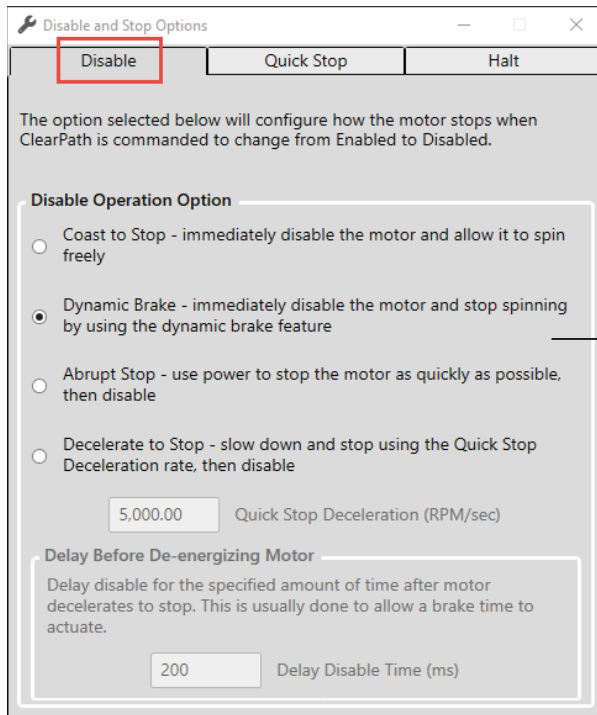 Disable and Stop Options
Disable
Quick Stop
Halt
The option selected below will configure how the motor stops when
ClearPath is commanded to change from Enabled to Disabled.
Disable Operation Option
Coast to Stop - immediately disable the motor and allow it to spin
freely
Dynamic Brake - immediately disable the motor and stop spinning
by using the dynamic brake feature
Abrupt Stop - use power to stop the motor as quickly as possible,
then disable
Decelerate to Stop - slow down and stop using the Quick Stop
Deceleration rate, then disable
5,000.00 Quick Stop Deceleration (RPM/sec)
Delay Before De-energizing Motor
Delay disable for the specified amount of time after motor
decelerates to stop. This is usually done to allow a brake time to
actuate.
200 Delay Disable Time (ms)